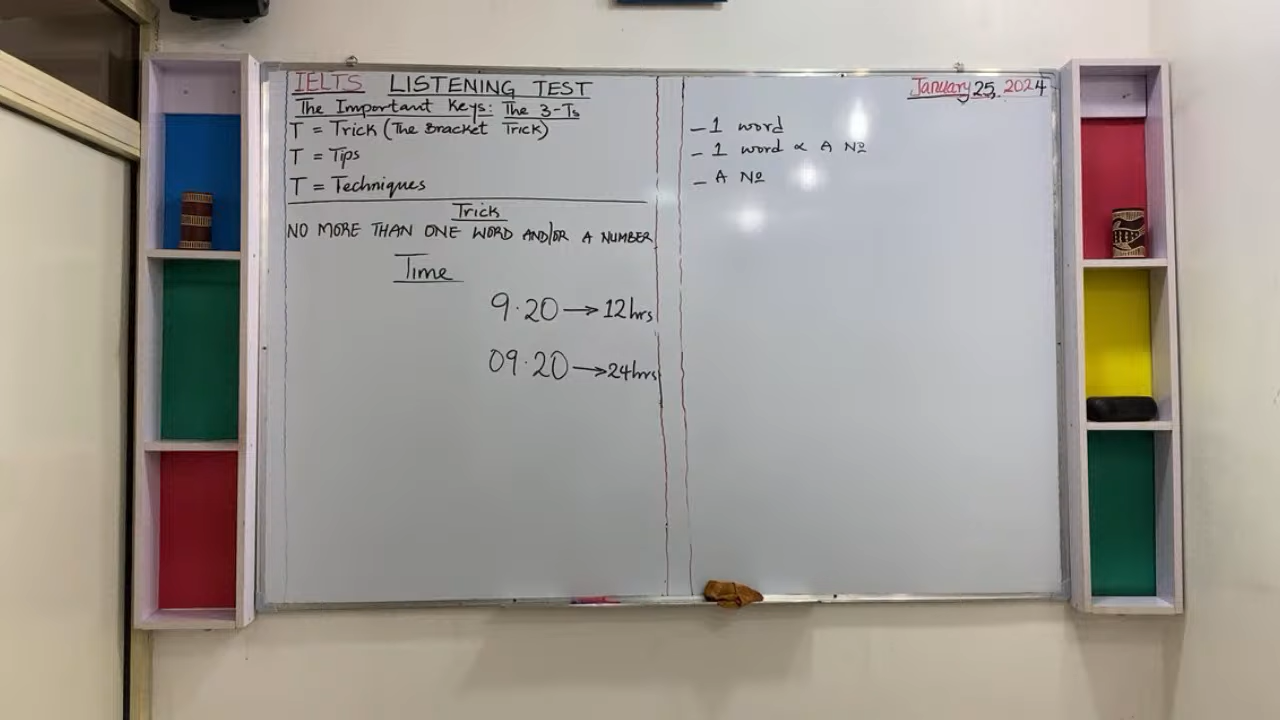 IELTS LISTENING TEST
The Important Keys: The 3-Ts
T = Trick (The Bracket Trick)
T = Tips
T = Techniques
Trick
NO MORE THAN ONE WORD AND/OR A NUMBER
Time
9.20 → 12hrs
09.20 → 24hrs
January 25, 2024
- 1 word
- 1 word & A Nº
- A Nº